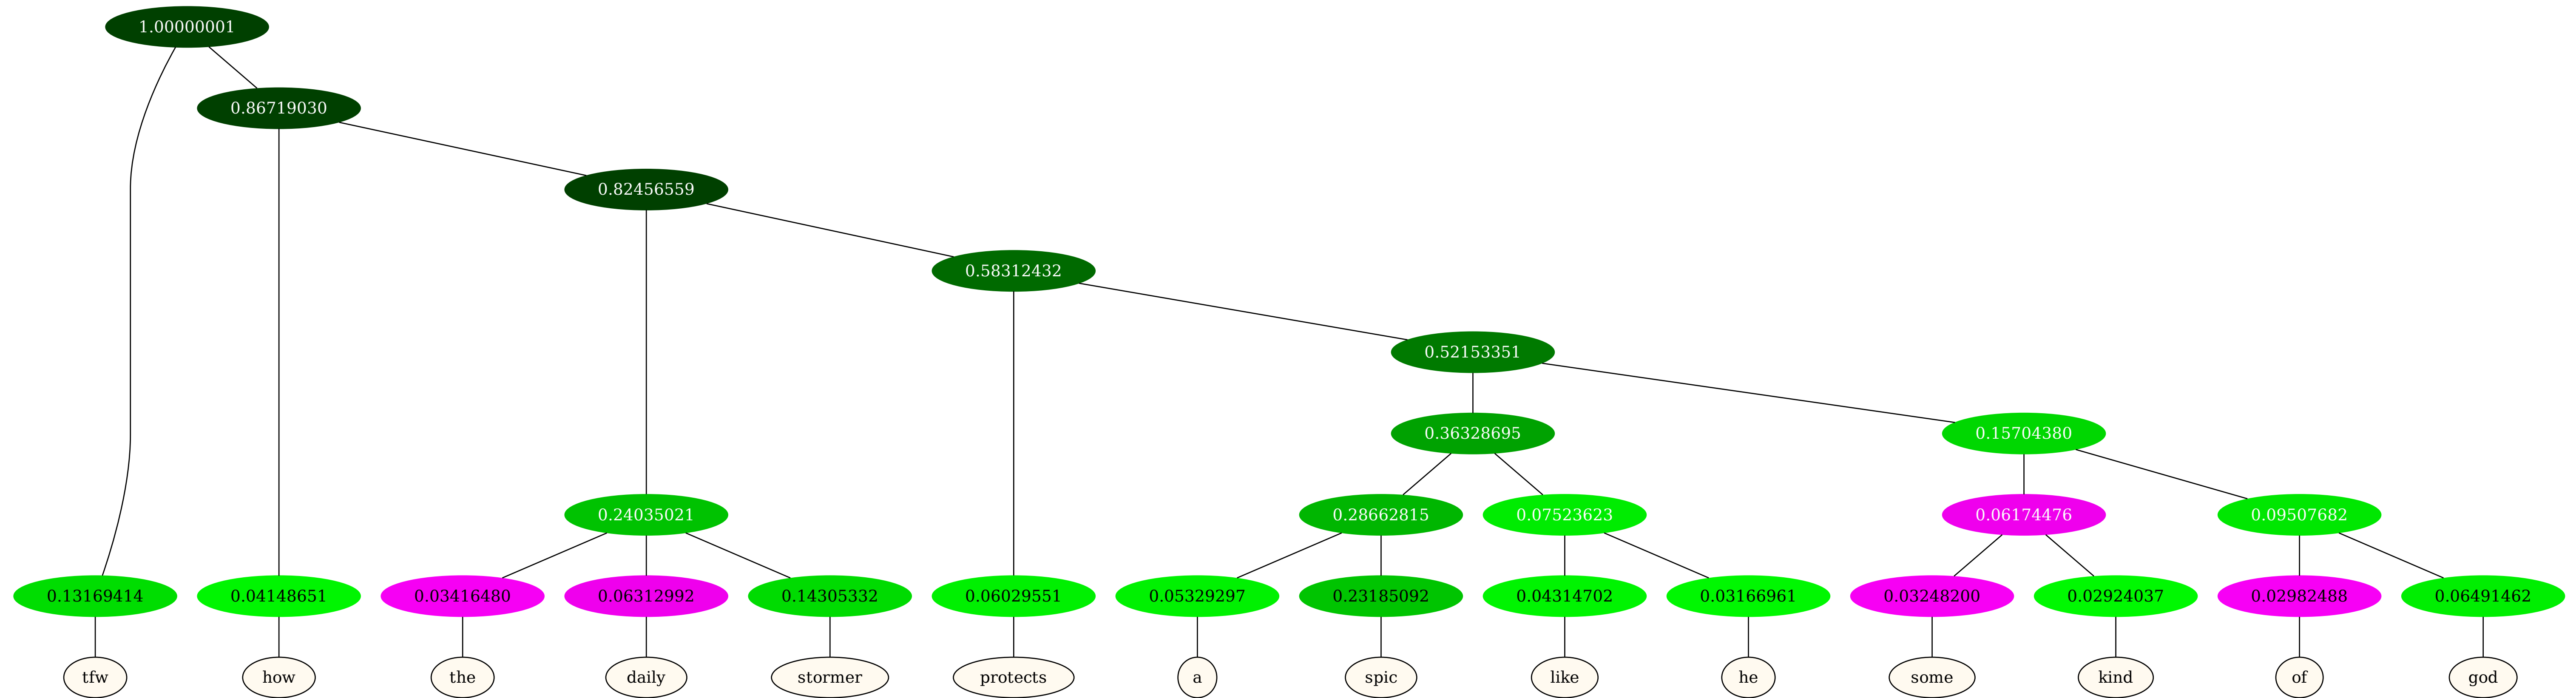 1.00000001
0.86719030
0.82456559
0.58312432
0.52153351
0.36328695 0.15704380
0.24035021 0.28662815 0.07523623 0.06174476 0.09507682
0.13169414 0.04148651 0.03416480 0.06312992 0.14305332 0.06029551 0.05329297 0.23185092 0.04314702 0.03166961 0.03248200 0.02924037 0.02982488 0.06491462
tfw how the daily stormer protects a spic like he some kind of god